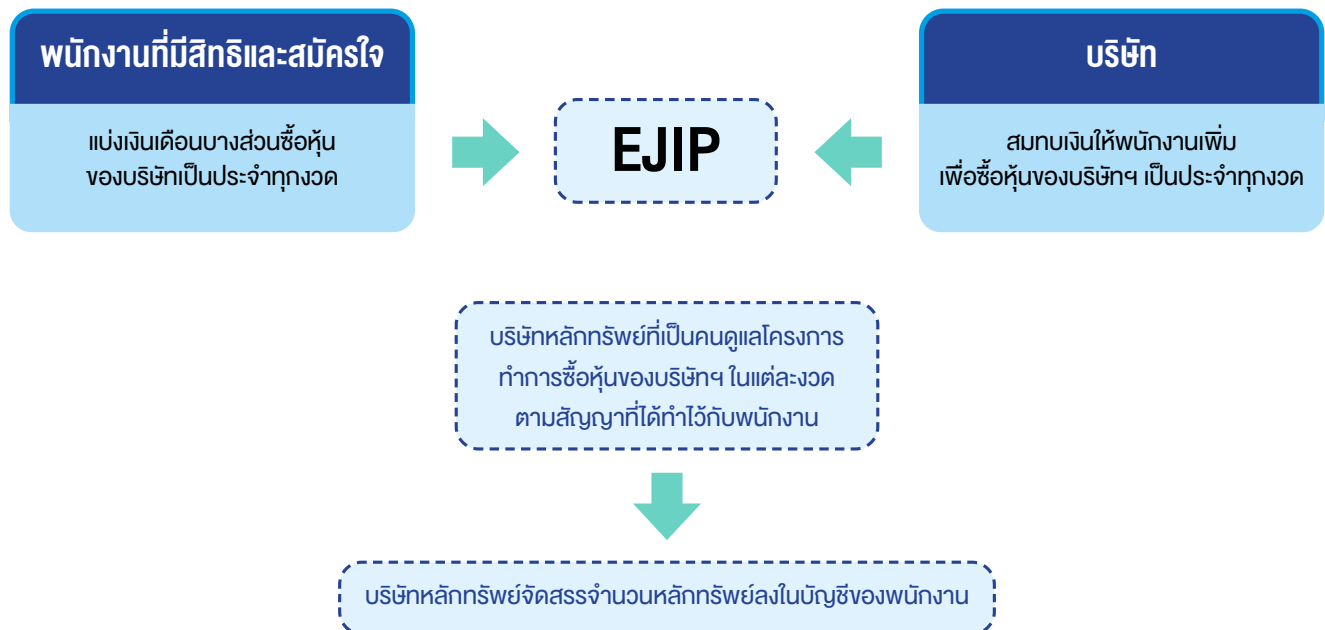 พนักงานที่มีสิทธิและสมัครใจ
แบ่งเงินเดือนบางส่วนซื้อหุ้น
ของบริษัทเป็นประจำทุกงวด
EJIP
บริษัท
สมทบเงินให้พนักงานเพิ่ม
เพื่อซื้อหุ้นของบริษัทฯ เป็นประจำทุกงวด
บริษัทหลักทรัพย์ที่เป็นคนดูแลโครงการ
ทำการซื้อหุ้นของบริษัทฯ ในแต่ละงวด
ตามสัญญาที่ได้ทำไว้กับพนักงาน
บริษัทหลักทรัพย์จัดสรรจำนวนหลักทรัพย์ลงในบัญชีของพนักงาน